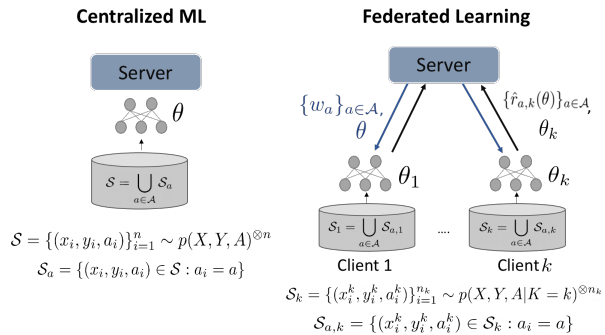 Centralized ML
Server
θ
S = ⋃_{a∈A} S_a
S = {(x_i, y_i, a_i)}_{i=1}^{n} ∼ p(X, Y, A)^{⊗n}
S_a = {(x_i, y_i, a_i) ∈ S : a_i = a}
Federated Learning
Server
{w_a}_{a∈A},
θ
{r̂_{a,k}(θ)}_{a∈A},
θ_k
θ_1
θ_k
S_1 = ⋃_{a∈A} S_{a,1}
....
S_k = ⋃_{a∈A} S_{a,k}
Client 1
Client k
S_k = {(x_i^k, y_i^k, a_i^k)}_{i=1}^{n_k} ∼ p(X, Y, A|K = k)^{⊗n_k}
S_{a,k} = {(x_i^k, y_i^k, a_i^k) ∈ S_k : a_i = a}